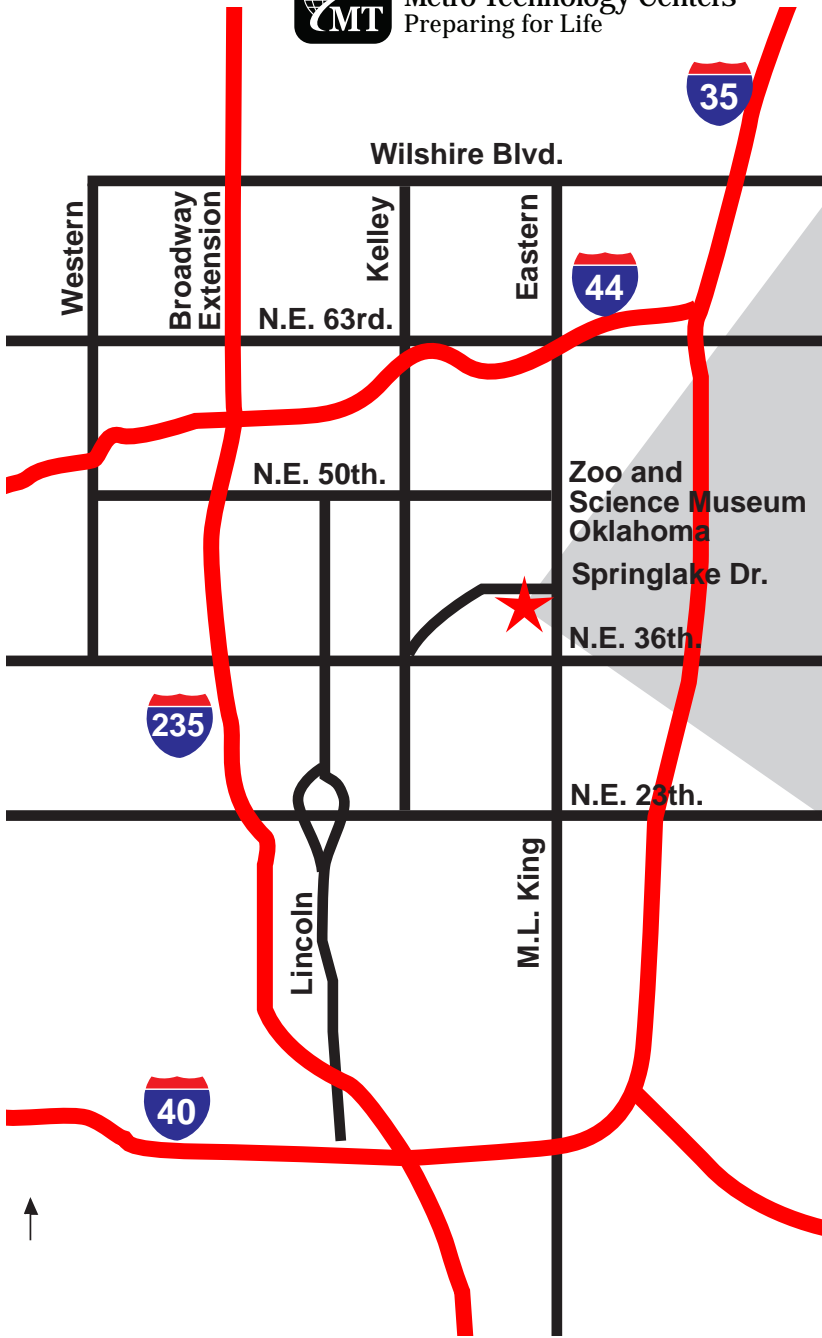 MT
Metro Technology Centers
Preparing for Life
35
Wilshire Blvd.
Western
Broadway
Extension
Kelley
Eastern
44
N.E. 63rd.
N.E. 50th.
Zoo and
Science Museum
Oklahoma
Springlake Dr.
N.E. 36th.
235
N.E. 23th.
Lincoln
M.L. King
40